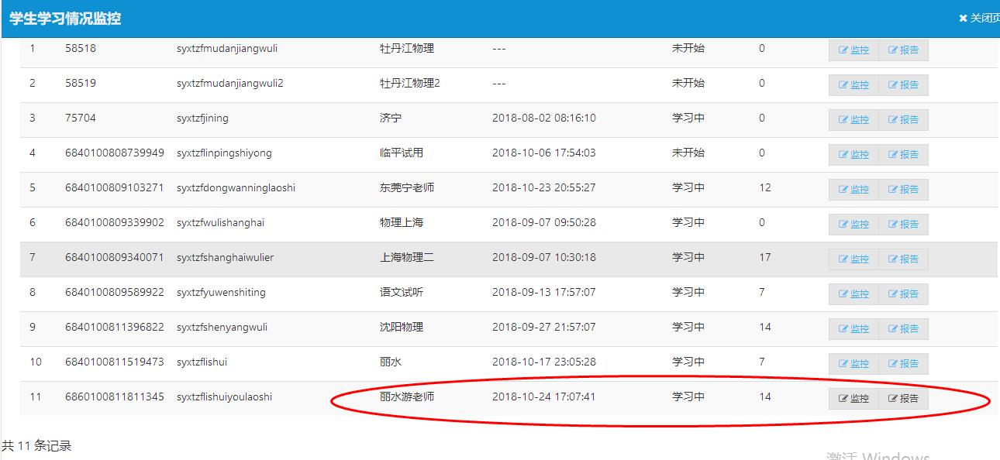 学生学习情况监控 ✖ 关闭页
1 58518 syxtzfmudanjiangwuli 牡丹江物理 --- 未开始 0 监控 报告
2 58519 syxtzfmudanjiangwuli2 牡丹江物理2 --- 未开始 0 监控 报告
3 75704 syxtzfjining 济宁 2018-08-02 08:16:10 学习中 0 监控 报告
4 6840100808739949 syxtzflinpingshiyong 临平试用 2018-10-06 17:54:03 未开始 0 监控 报告
5 6840100809103271 syxtzfdongwanninglaoshi 东莞宁老师 2018-10-23 20:55:27 学习中 12 监控 报告
6 6840100809339902 syxtzfwulishanghai 物理上海 2018-09-07 09:50:28 学习中 0 监控 报告
7 6840100809340071 syxtzfshanghaiwulier 上海物理二 2018-09-07 10:30:18 学习中 17 监控 报告
8 6840100809589922 syxtzfyuwenshiting 语文试听 2018-09-13 17:57:07 学习中 7 监控 报告
9 6840100811396822 syxtzfshenyangwuli 沈阳物理 2018-09-27 21:57:07 学习中 14 监控 报告
10 6840100811519473 syxtzflishui 丽水 2018-10-17 23:05:28 学习中 7 监控 报告
11 6860100811811345 syxtzflishuiyoulaoshi 丽水游老师 2018-10-24 17:07:41 学习中 14 监控 报告
共 11 条记录
激活 Windows